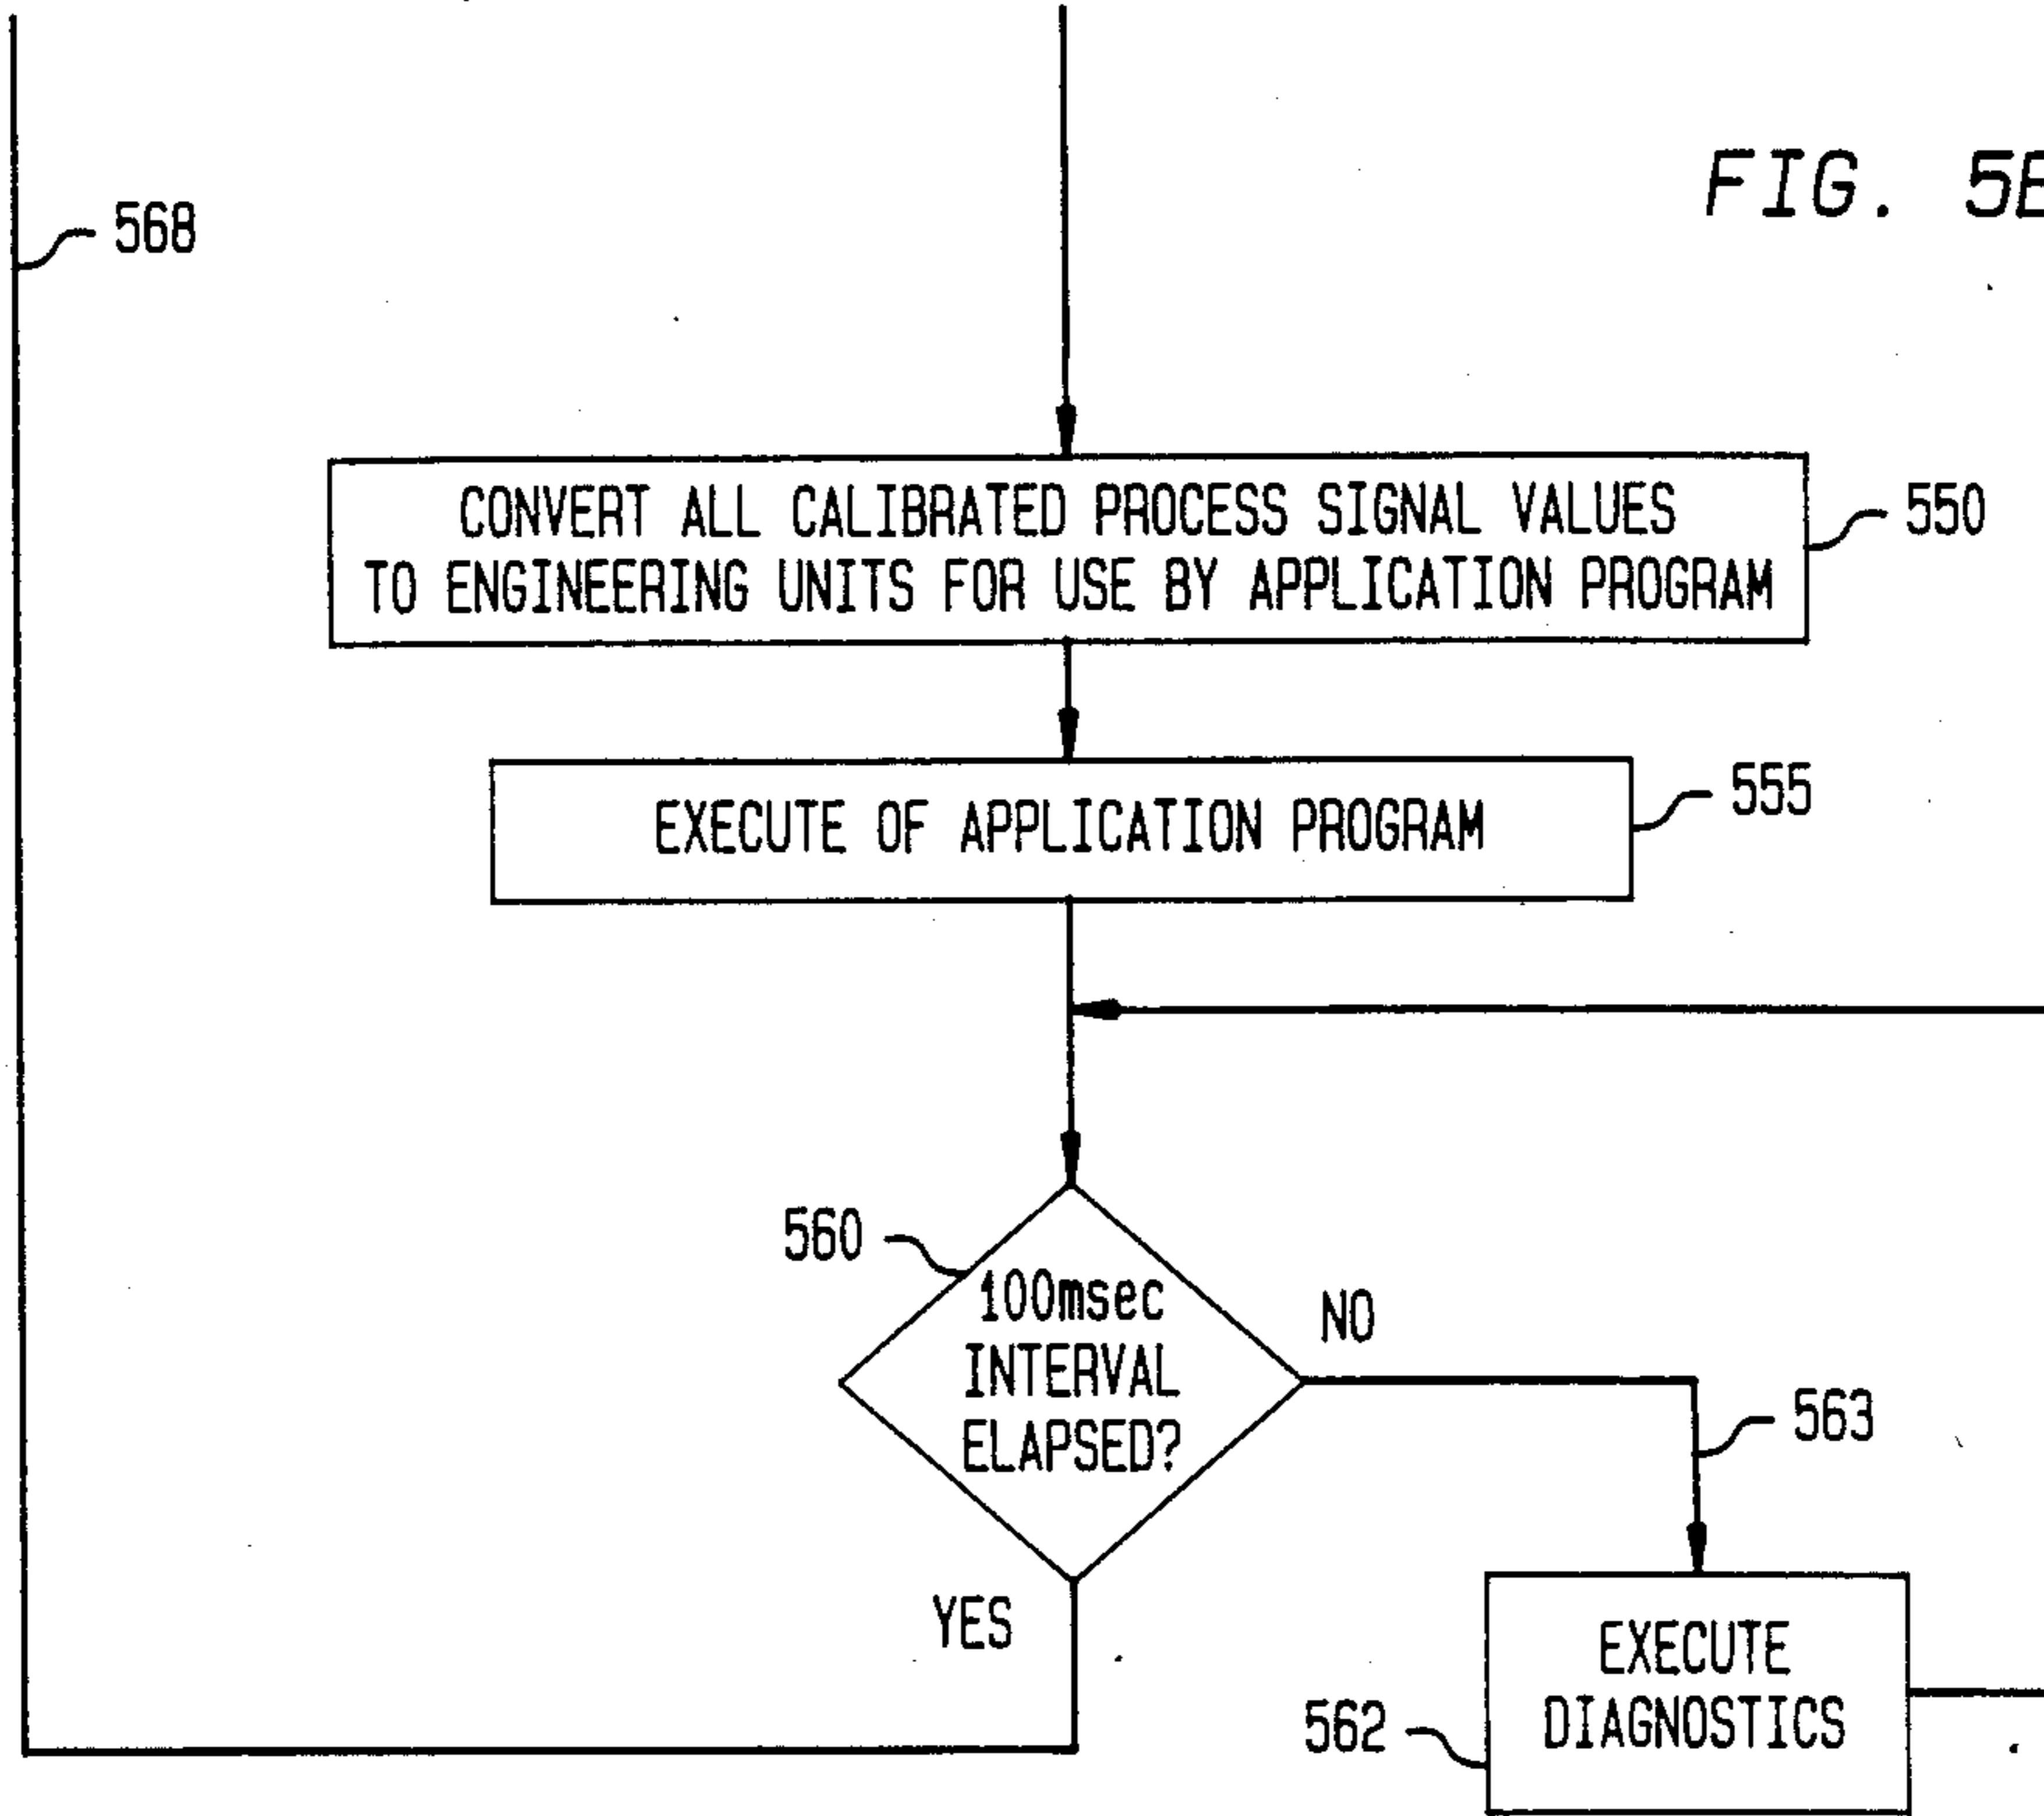 568
FIG. 5B
CONVERT ALL CALIBRATED PROCESS SIGNAL VALUES
TO ENGINEERING UNITS FOR USE BY APPLICATION PROGRAM
550
EXECUTE OF APPLICATION PROGRAM
555
560
100msec
INTERVAL
ELAPSED?
NO
563
YES
EXECUTE
DIAGNOSTICS
562